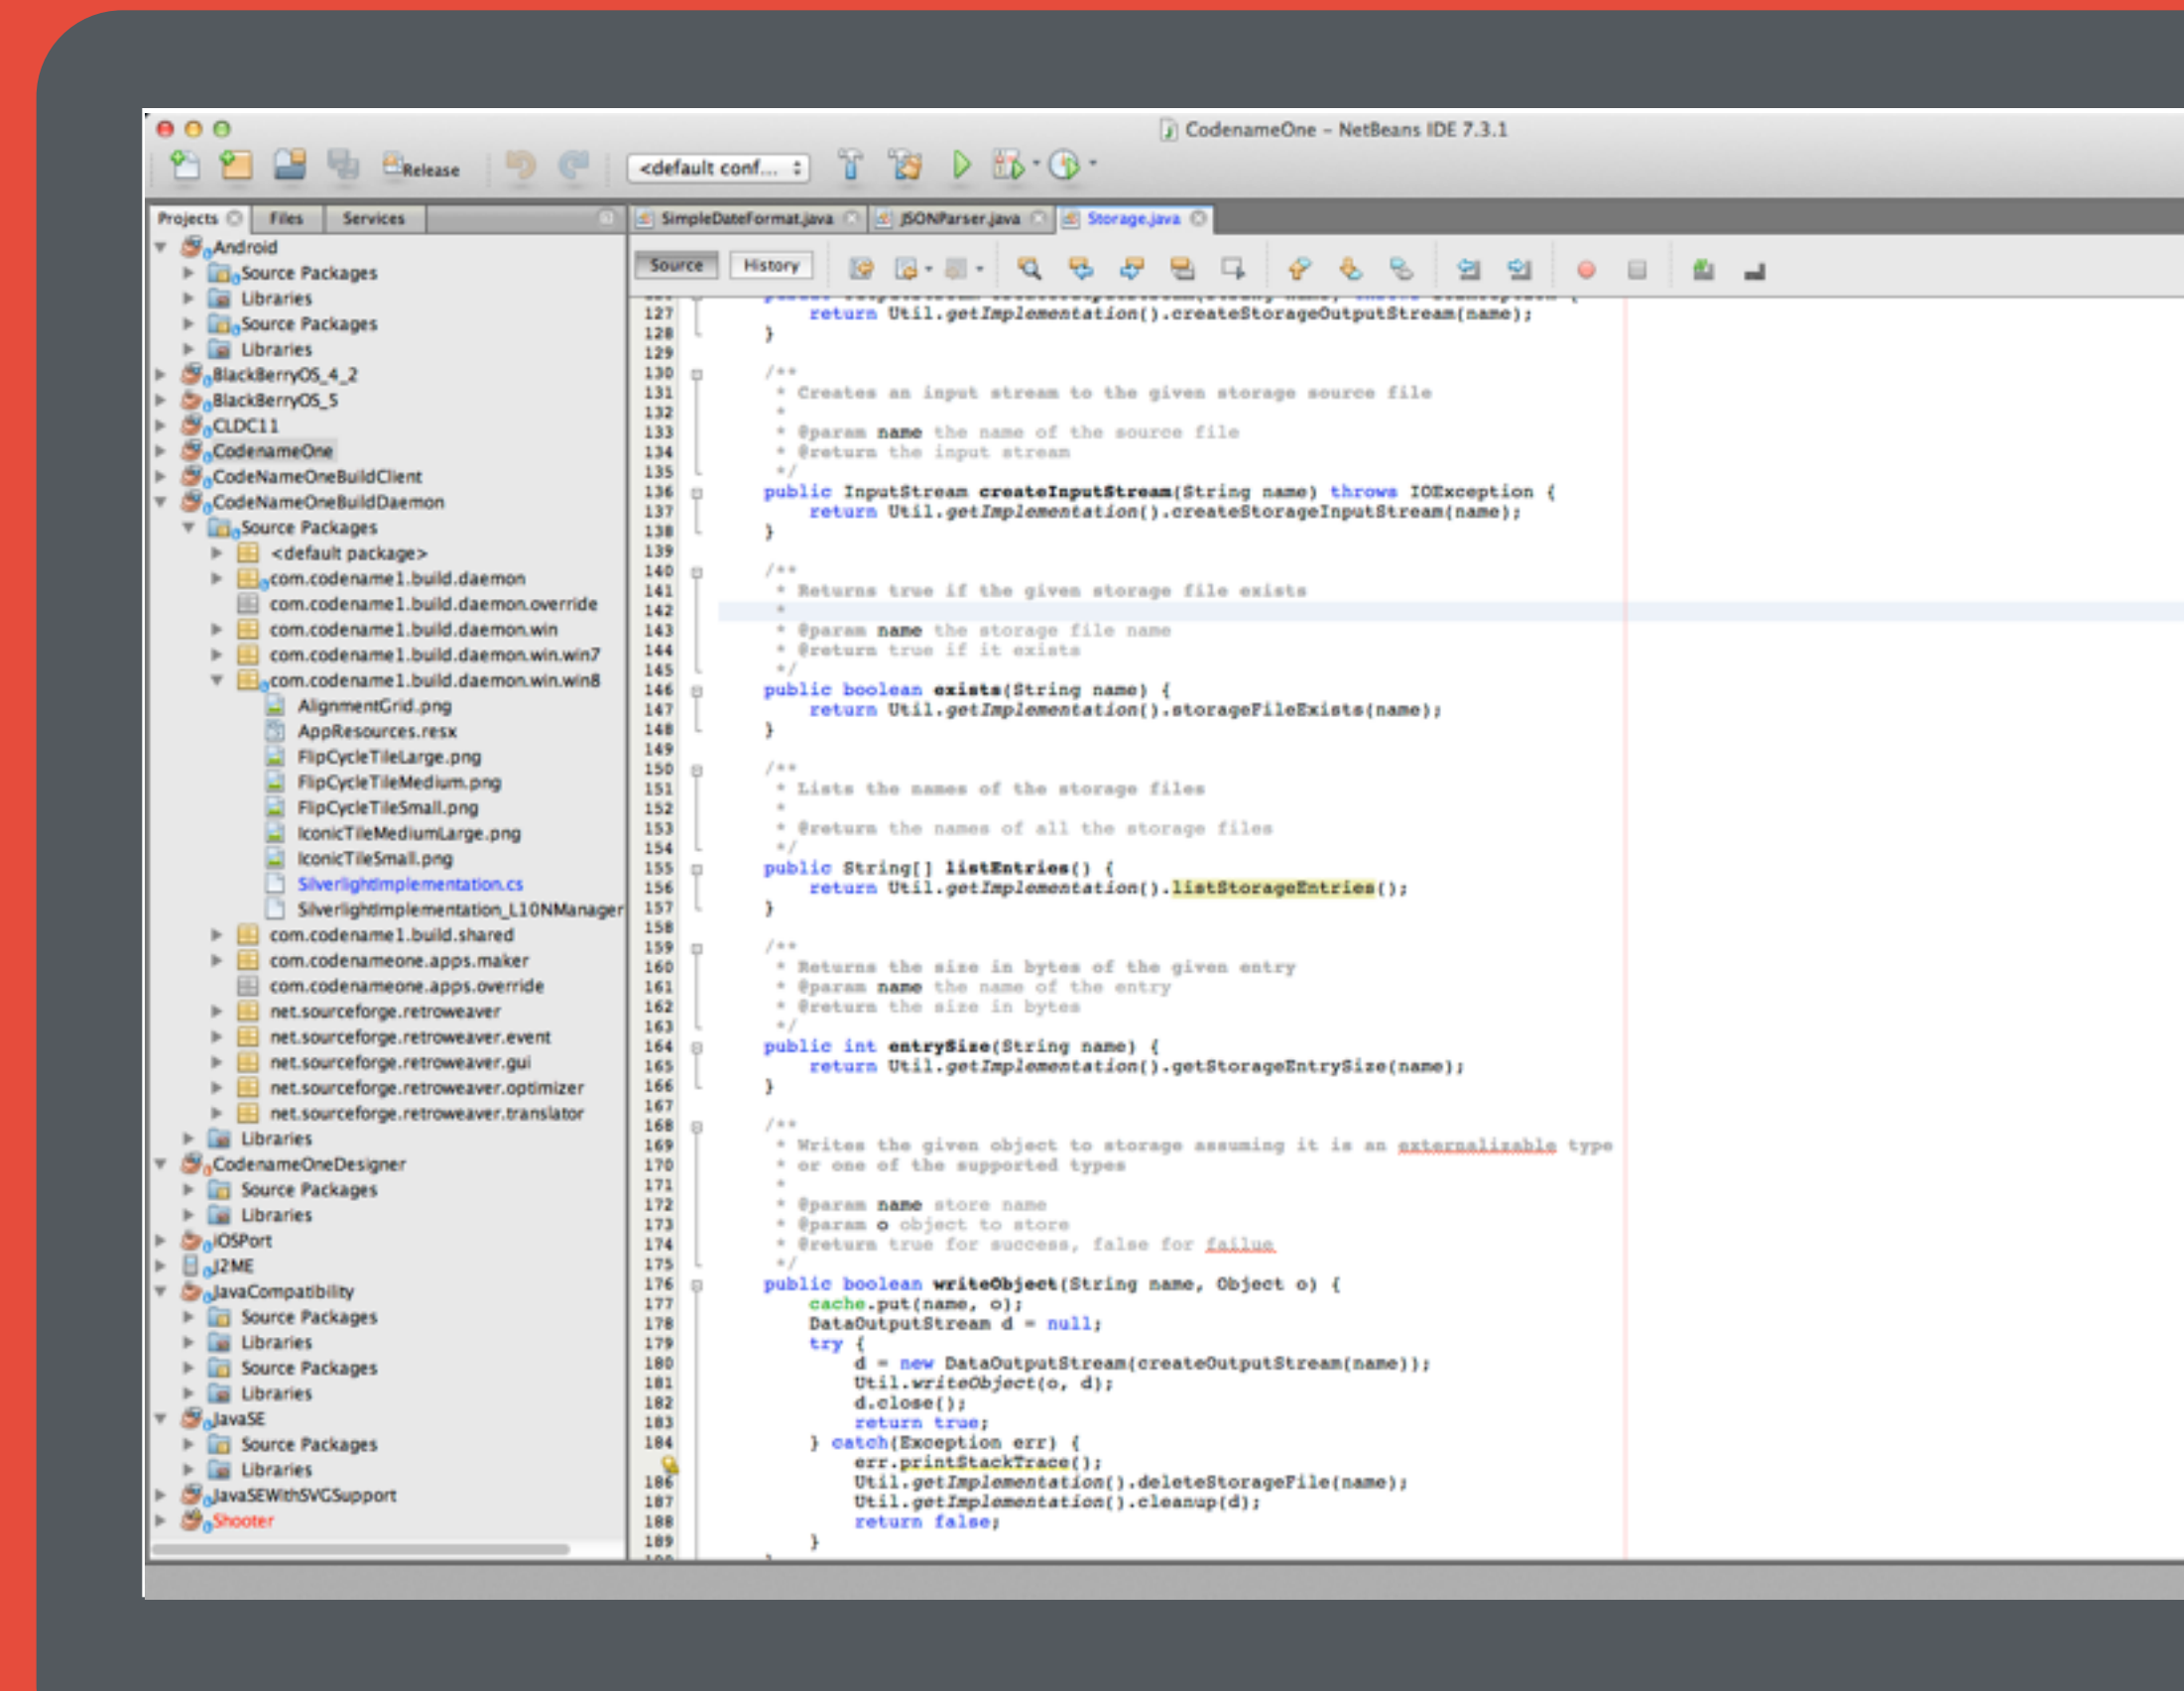 CodenameOne – NetBeans IDE 7.3.1
Release
<default conf...
Projects Files Services
SimpleDateFormat.java JSONParser.java Storage.java
Source History
Android
Source Packages
Libraries
Source Packages
Libraries
BlackBerryOS_4_2
BlackBerryOS_5
CLDC11
CodenameOne
CodeNameOneBuildClient
CodeNameOneBuildDaemon
Source Packages
<default package>
com.codename1.build.daemon
com.codename1.build.daemon.override
com.codename1.build.daemon.win
com.codename1.build.daemon.win.win7
com.codename1.build.daemon.win.win8
AlignmentGrid.png
AppResources.resx
FlipCycleTileLarge.png
FlipCycleTileMedium.png
FlipCycleTileSmall.png
IconicTileMediumLarge.png
IconicTileSmall.png
SilverlightImplementation.cs
SilverlightImplementation_L10NManager
com.codename1.build.shared
com.codenameone.apps.maker
com.codenameone.apps.override
net.sourceforge.retroweaver
net.sourceforge.retroweaver.event
net.sourceforge.retroweaver.gui
net.sourceforge.retroweaver.optimizer
net.sourceforge.retroweaver.translator
Libraries
CodenameOneDesigner
Source Packages
Libraries
iOSPort
J2ME
JavaCompatibility
Source Packages
Libraries
Source Packages
Libraries
JavaSE
Source Packages
Libraries
JavaSEWithSVGSupport
Shooter
127 return Util.getImplementation().createStorageOutputStream(name);
128 }
129
130 /**
131 * Creates an input stream to the given storage source file
132 *
133 * @param name the name of the source file
134 * @return the input stream
135 */
136 public InputStream createInputStream(String name) throws IOException {
137 return Util.getImplementation().createStorageInputStream(name);
138 }
139
140 /**
141 * Returns true if the given storage file exists
142 *
143 * @param name the storage file name
144 * @return true if it exists
145 */
146 public boolean exists(String name) {
147 return Util.getImplementation().storageFileExists(name);
148 }
149
150 /**
151 * Lists the names of the storage files
152 *
153 * @return the names of all the storage files
154 */
155 public String[] listEntries() {
156 return Util.getImplementation().listStorageEntries();
157 }
158
159 /**
160 * Returns the size in bytes of the given entry
161 * @param name the name of the entry
162 * @return the size in bytes
163 */
164 public int entrySize(String name) {
165 return Util.getImplementation().getStorageEntrySize(name);
166 }
167
168 /**
169 * Writes the given object to storage assuming it is an externalizable type
170 * or one of the supported types
171 *
172 * @param name store name
173 * @param o object to store
174 * @return true for success, false for failue
175 */
176 public boolean writeObject(String name, Object o) {
177 cache.put(name, o);
178 DataOutputStream d = null;
179 try {
180 d = new DataOutputStream(createOutputStream(name));
181 Util.writeObject(o, d);
182 d.close();
183 return true;
184 } catch(Exception err) {
err.printStackTrace();
186 Util.getImplementation().deleteStorageFile(name);
187 Util.getImplementation().cleanup(d);
188 return false;
189 }